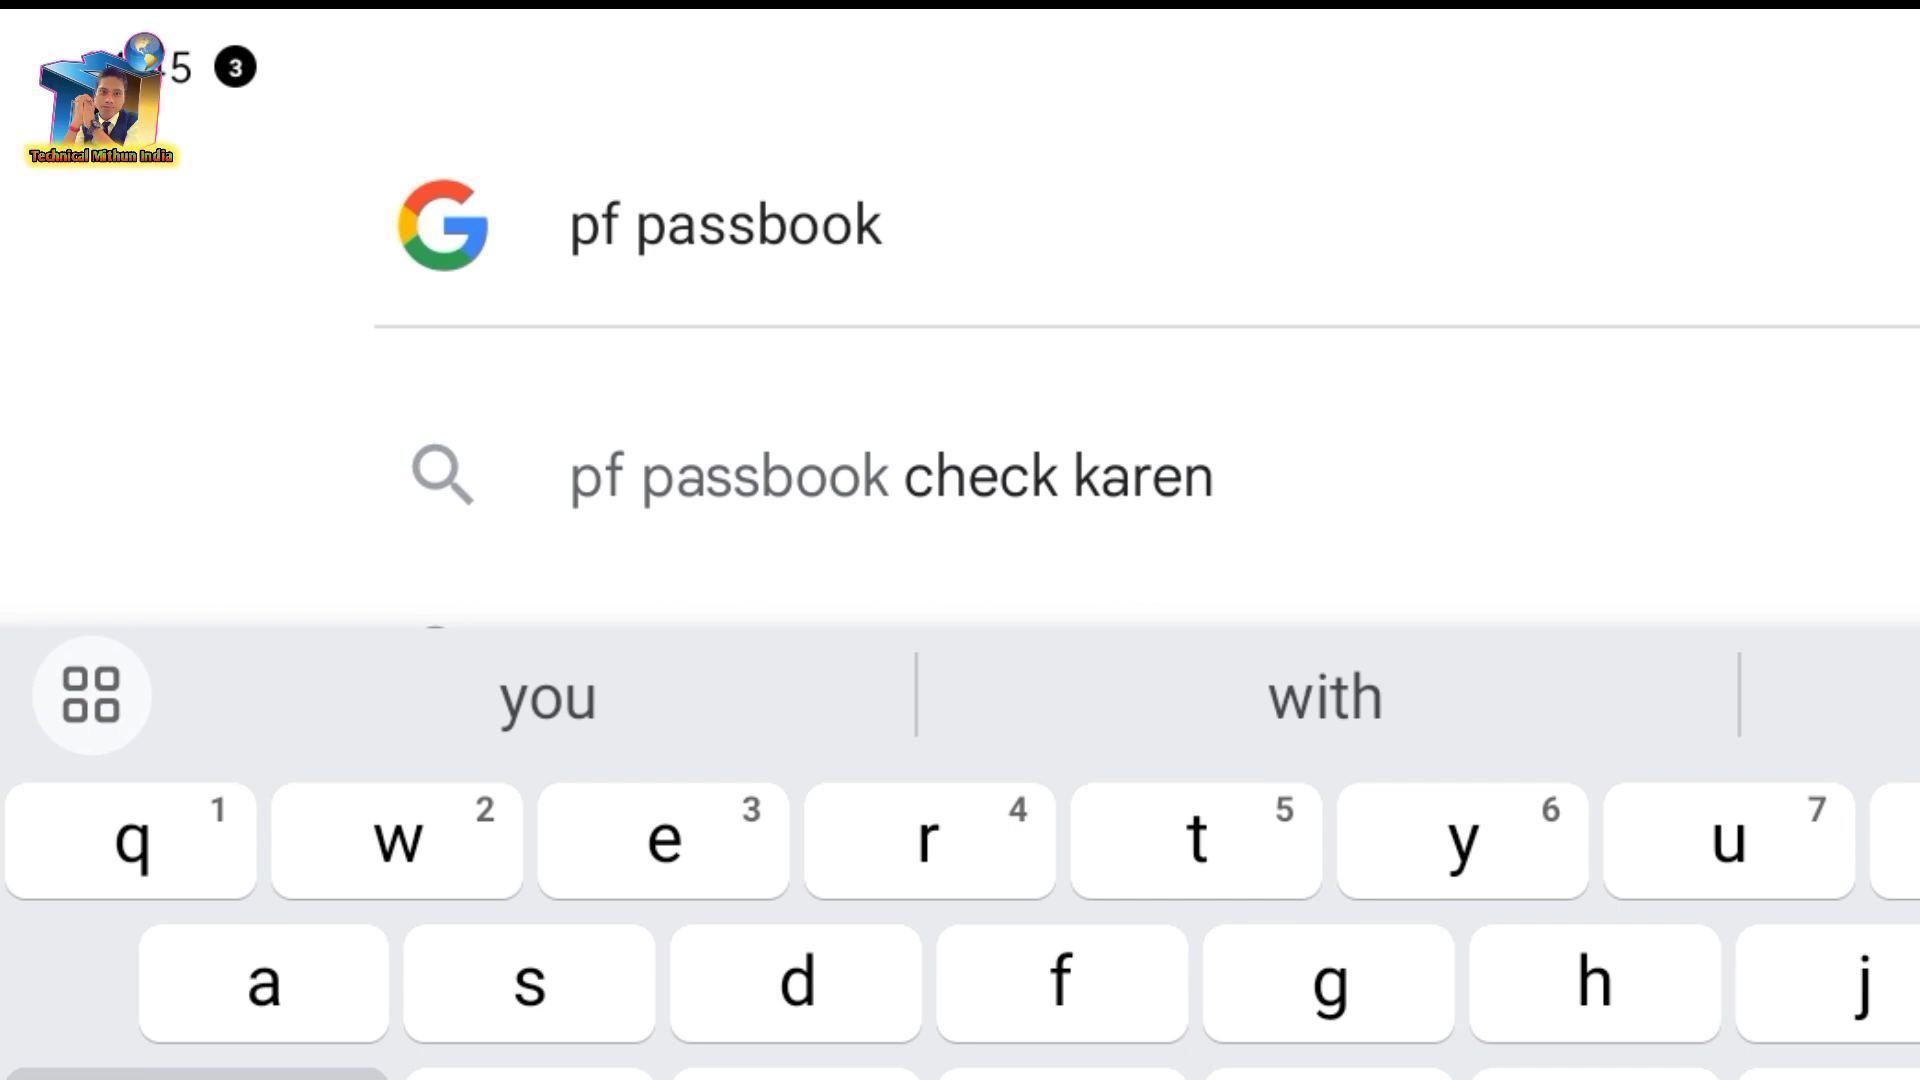 5 3
Technical Mithun India
pf passbook
pf passbook check karen
you with
q 1 w 2 e 3 r 4 t 5 y 6 u 7
a s d f g h j